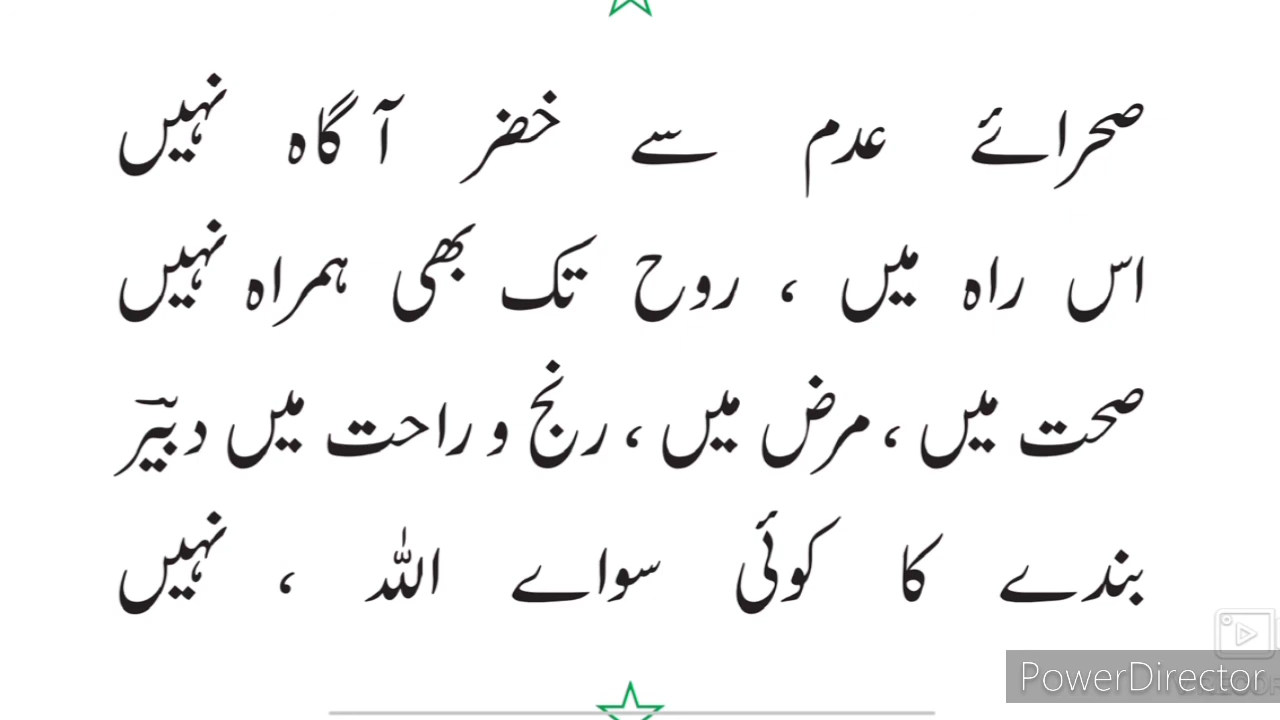 صحرائے عدم سے خضر آگاہ نہیں
اس راہ میں ، روح تک بھی ہمراہ نہیں
صحت میں ، مرض میں ، رنج و راحت میں دبیرؔ
بندے کا کوئی سواے اللہ ، نہیں
PowerDirector